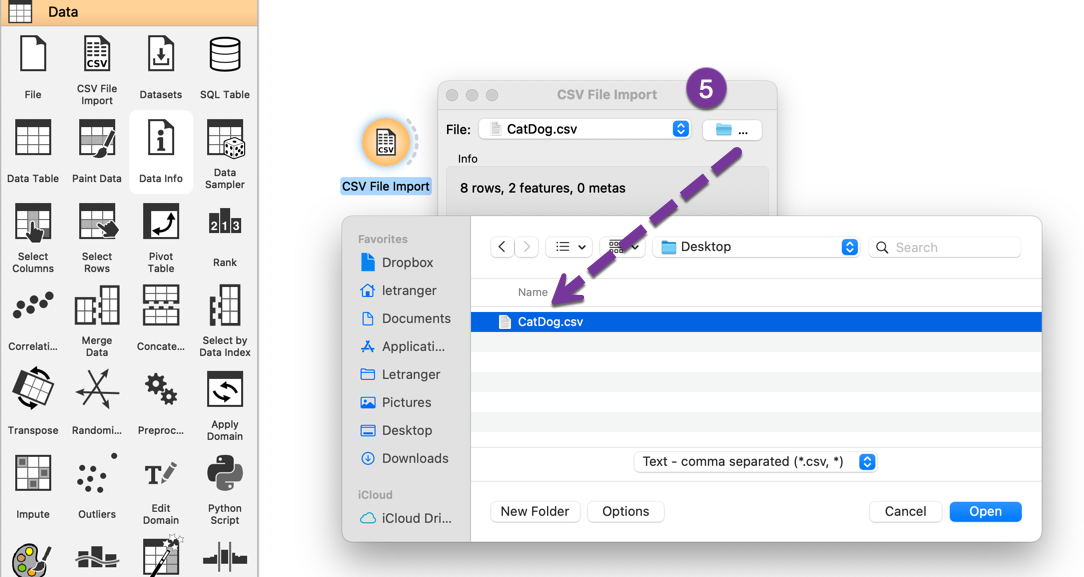 Data
File
CSV File
Import
Datasets
SQL Table
Data Table
Paint Data
Data Info
Data
Sampler
Select
Columns
Select
Rows
Pivot
Table
Rank
Correlati...
Merge
Data
Concate...
Select by
Data Index
Transpose
Randomi...
Preproc...
Apply
Domain
Impute
Outliers
Edit
Domain
Python
Script
CSV
CSV File Import
CSV File Import
5
File: CatDog.csv ...
Info
8 rows, 2 features, 0 metas
Favorites
Dropbox
letranger
Documents
Applicati...
Letranger
Pictures
Desktop
Downloads
iCloud
iCloud Dri...
Desktop
Search
Name
CatDog.csv
Text - comma separated (*.csv, *)
New Folder
Options
Cancel
Open